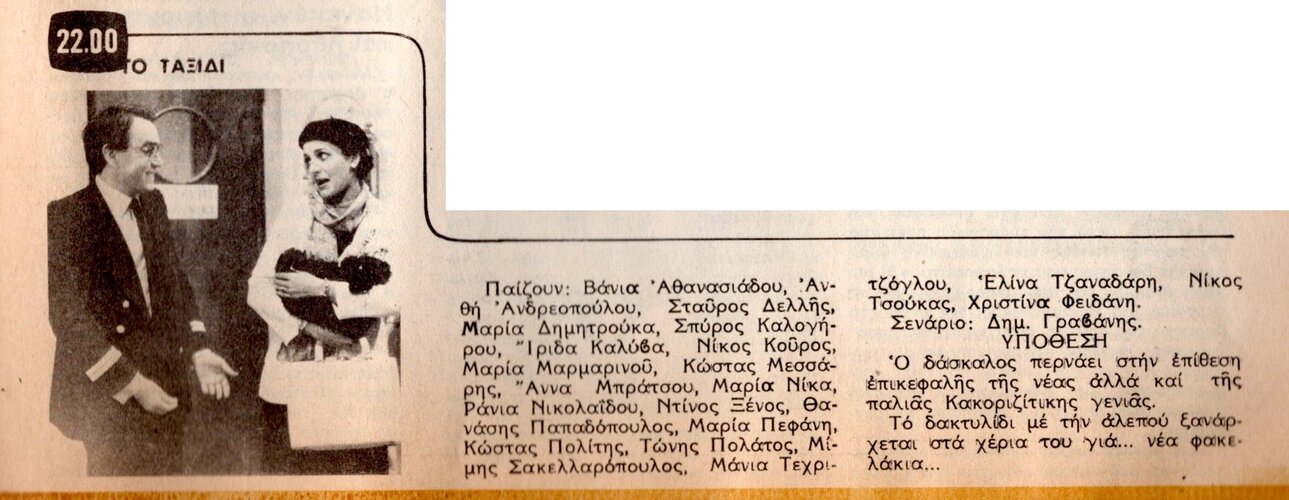 22.00
ΤΟ ΤΑΞΙΔΙ
Παίζουν: Βάνια Ἀθανασιάδου, Ἀν-
θή Ἀνδρεοπούλου, Σταῦρος Δελλῆς,
Μαρία Δημητρούκα, Σπύρος Καλογή-
ρου, Ἴριδα Καλύβα, Νίκος Κοῦρος,
Μαρία Μαρμαρινοῦ, Κώστας Μεσσά-
ρης, Ἄννα Μπράτσου, Μαρία Νίκα,
Ράνια Νικολαΐδου, Ντίνος Ξένος, Θα-
νάσης Παπαδόπουλος, Μαρία Πεφάνη,
Κώστας Πολίτης, Τώνης Πολάτος, Μί-
μης Σακελλαρόπουλος, Μάνια Τεχρι-
τζόγλου, Ἑλίνα Τζαναδάρη, Νίκος
Τσούκας, Χριστίνα Φειδάνη.
Σενάριο: Δημ. Γραβάνης.
ΥΠΟΘΕΣΗ
Ὁ δάσκαλος περνάει στήν ἐπίθεση
ἐπικεφαλής τῆς νέας ἀλλά καί τῆς
παλιᾶς Κακοριζίτικης γενιᾶς.
Τό δακτυλίδι μέ τήν ἀλεπού ξανάρ-
χεται στά χέρια του γιά... νέα φακε-
λάκια...